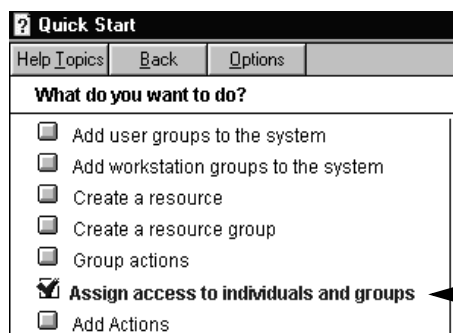 ? Quick Start
Help Topics Back Options
What do you want to do?
Add user groups to the system
Add workstation groups to the system
Create a resource
Create a resource group
Group actions
Assign access to individuals and groups
Add Actions